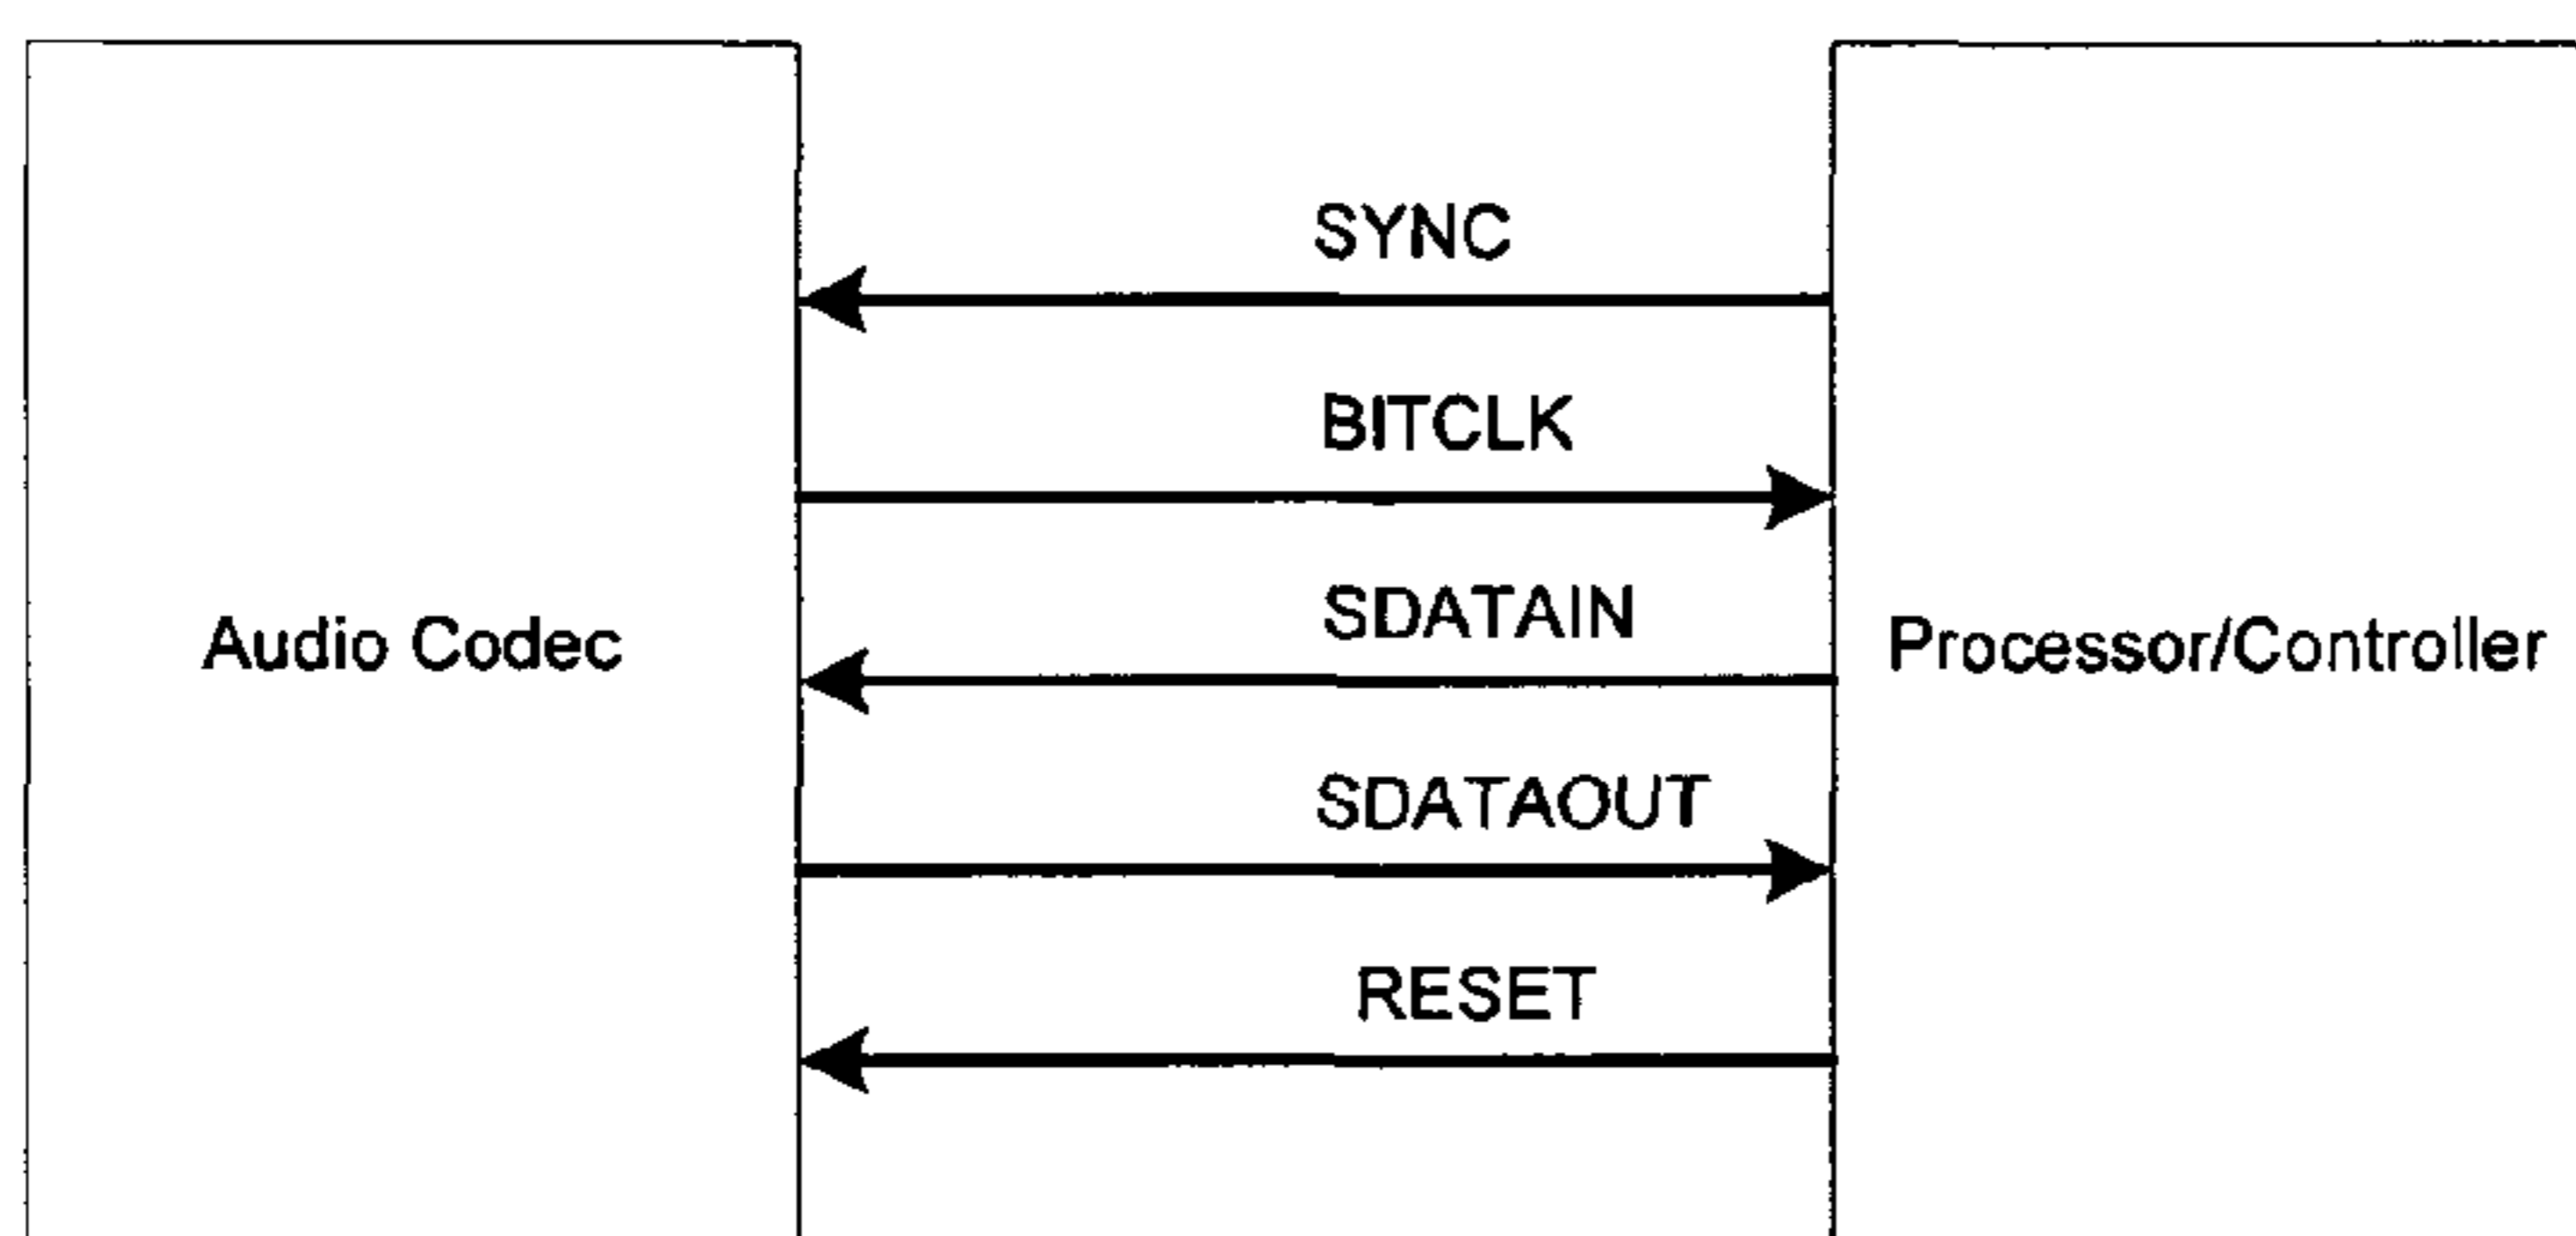 SYNC
BITCLK
SDATAIN
Audio Codec
Processor/Controller
SDATAOUT
RESET